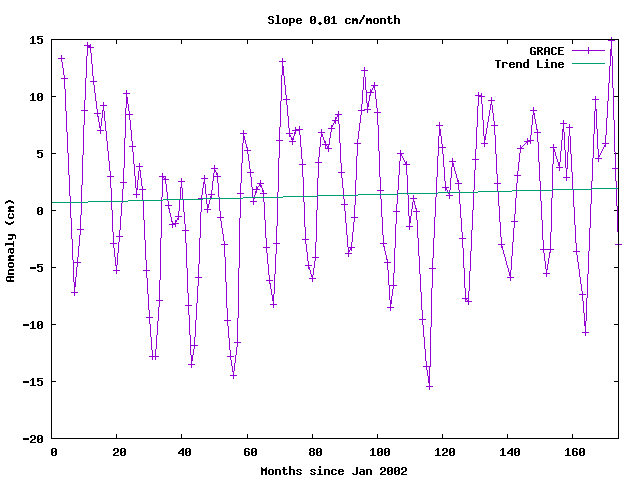 Slope 0.01 cm/month
GRACE
Trend Line
15
10
5
0
-5
-10
-15
-20
Anomaly (cm)
0 20 40 60 80 100 120 140 160
Months since Jan 2002